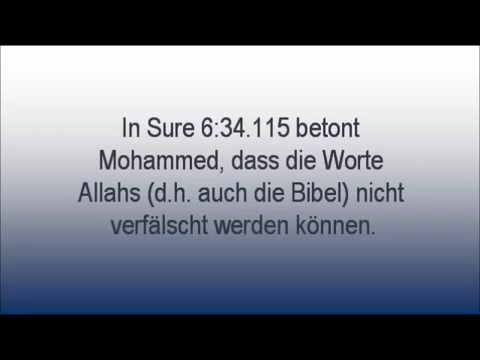 In Sure 6:34.115 betont
Mohammed, dass die Worte
Allahs (d.h. auch die Bibel) nicht
verfälscht werden können.